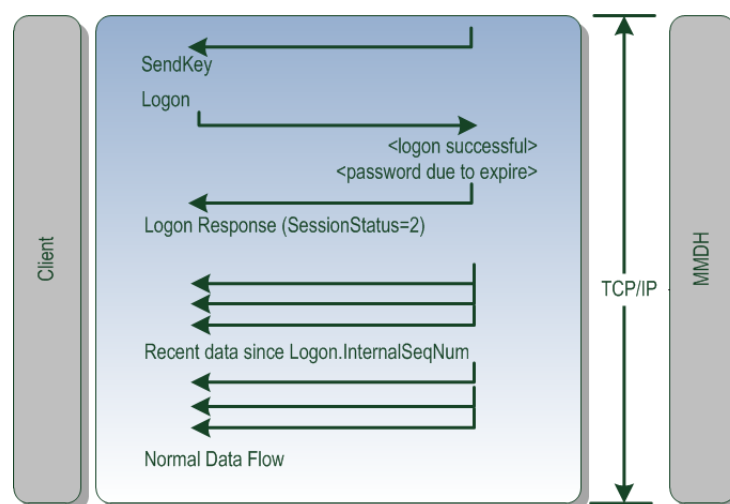 SendKey
Logon
<logon successful>
<password due to expire>
Logon Response (SessionStatus=2)
Client
TCP/IP
MMDH
Recent data since Logon.InternalSeqNum
Normal Data Flow